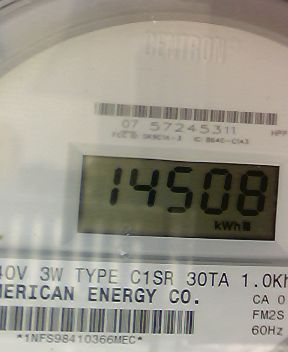 CENTRON
07 57245311
14508
kWh
40V 3W TYPE C1SR 30TA 1.0Kh
MERICAN ENERGY CO.
CA 0
FM2S
60Hz
*1NFS98410366MEC*